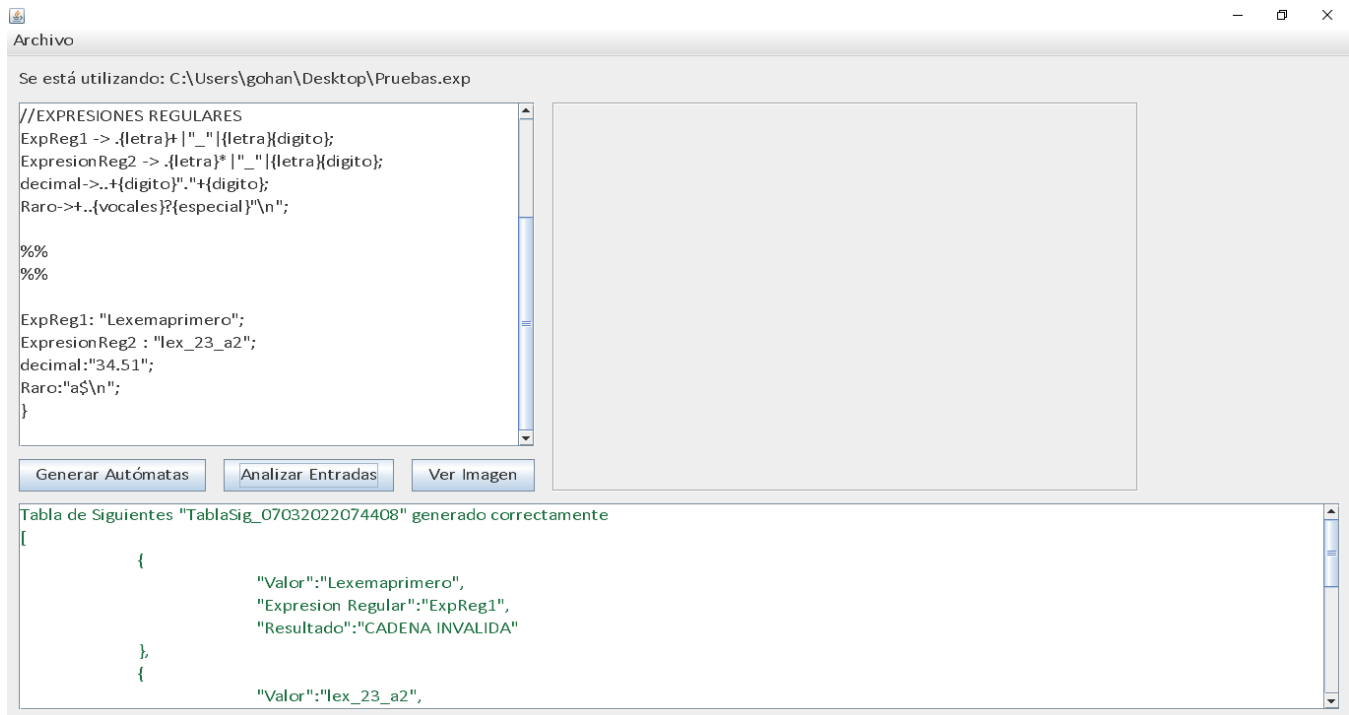 Archivo
Se está utilizando: C:\Users\gohan\Desktop\Pruebas.exp
//EXPRESIONES REGULARES
ExpReg1 -> .{letra}+|"_"|{letra}{digito};
ExpresionReg2 -> .{letra}*|"_"|{letra}{digito};
decimal->..+{digito}"."+{digito};
Raro->+..{vocales}?{especial}"\n";
%%
%%
ExpReg1: "Lexemaprimero";
ExpresionReg2 : "lex_23_a2";
decimal:"34.51";
Raro:"a$\n";
}
Generar Autómatas Analizar Entradas Ver Imagen
Tabla de Siguientes "TablaSig_07032022074408" generado correctamente
[
{
"Valor":"Lexemaprimero",
"Expresion Regular":"ExpReg1",
"Resultado":"CADENA INVALIDA"
},
{
"Valor":"lex_23_a2",